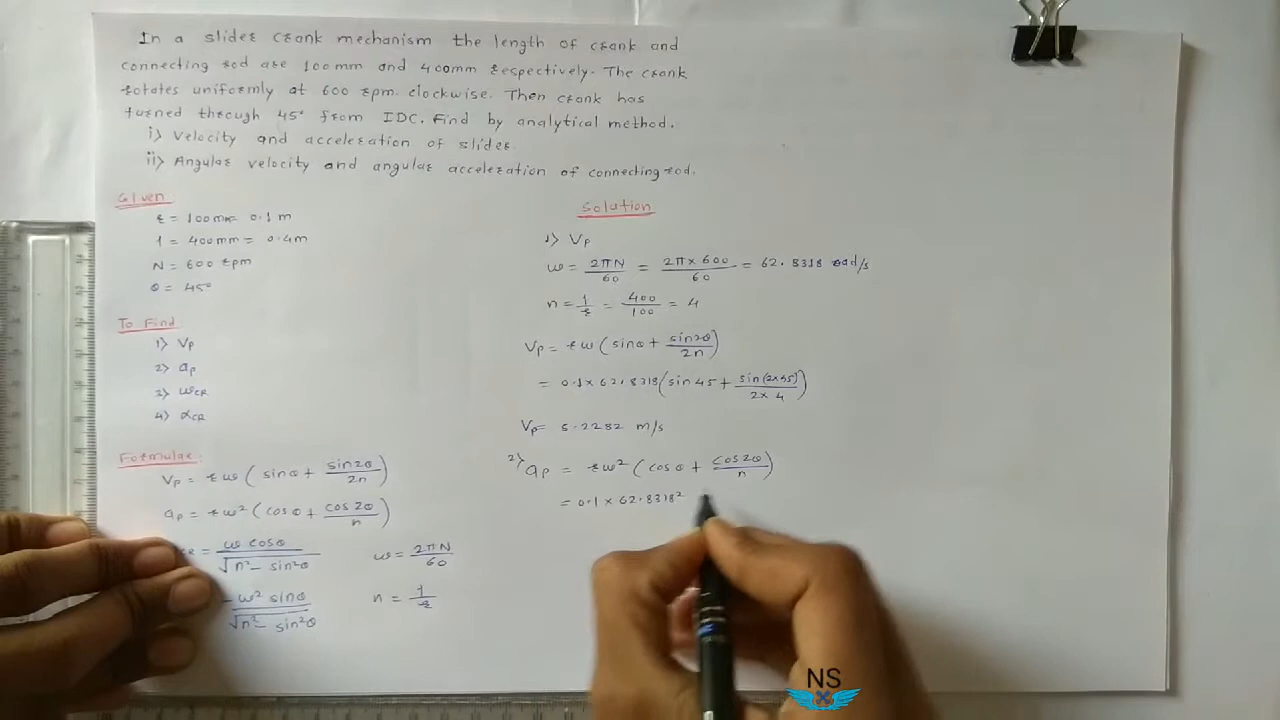 In a slider crank mechanism the length of crank and
connecting rod are 100mm and 400mm respectively. The crank
rotates uniformly at 600 rpm clockwise. Then crank has
turned through 45° from IDC. Find by analytical method.
i) Velocity and acceleration of slider
ii) Angular velocity and angular acceleration of connecting rod.
Given
r = 100mm = 0.1 m
l = 400mm = 0.4m
N = 600 rpm
θ = 45°
To Find
1) Vp
2) ap
3) ωCR
4) αCR
Formulae
Vp = rω ( sinθ + sin2θ/2n )
ap = rω² ( cosθ + cos2θ/n )
= ω cosθ / √n² - sin²θ
ω = 2πN/60
-ω² sinθ / √n² - sin²θ
n = l/r
Solution
1) Vp
ω = 2πN/60 = 2π×600/60 = 62.8318 rad/s
n = l/r = 400/100 = 4
Vp = rω ( sinθ + sin2θ/2n )
= 0.1×62.8318 ( sin 45 + sin(2×45)/2×4 )
Vp = 5.2282 m/s
2) ap = rω² ( cosθ + cos2θ/n )
= 0.1 × 62.8318²
NS